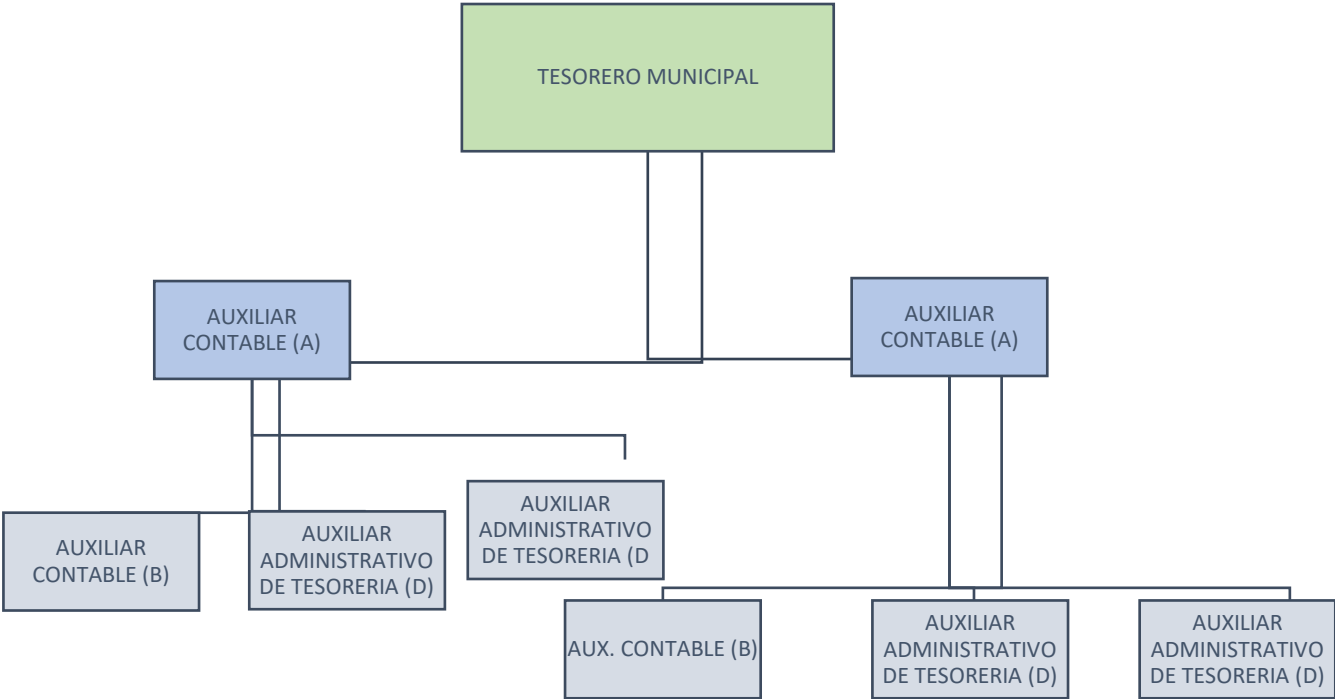 TESORERO MUNICIPAL
AUXILIAR
CONTABLE (A)
AUXILIAR
CONTABLE (A)
AUXILIAR
CONTABLE (B)
AUXILIAR
ADMINISTRATIVO
DE TESORERIA (D)
AUXILIAR
ADMINISTRATIVO
DE TESORERIA (D
AUX. CONTABLE (B)
AUXILIAR
ADMINISTRATIVO
DE TESORERIA (D)
AUXILIAR
ADMINISTRATIVO
DE TESORERIA (D)